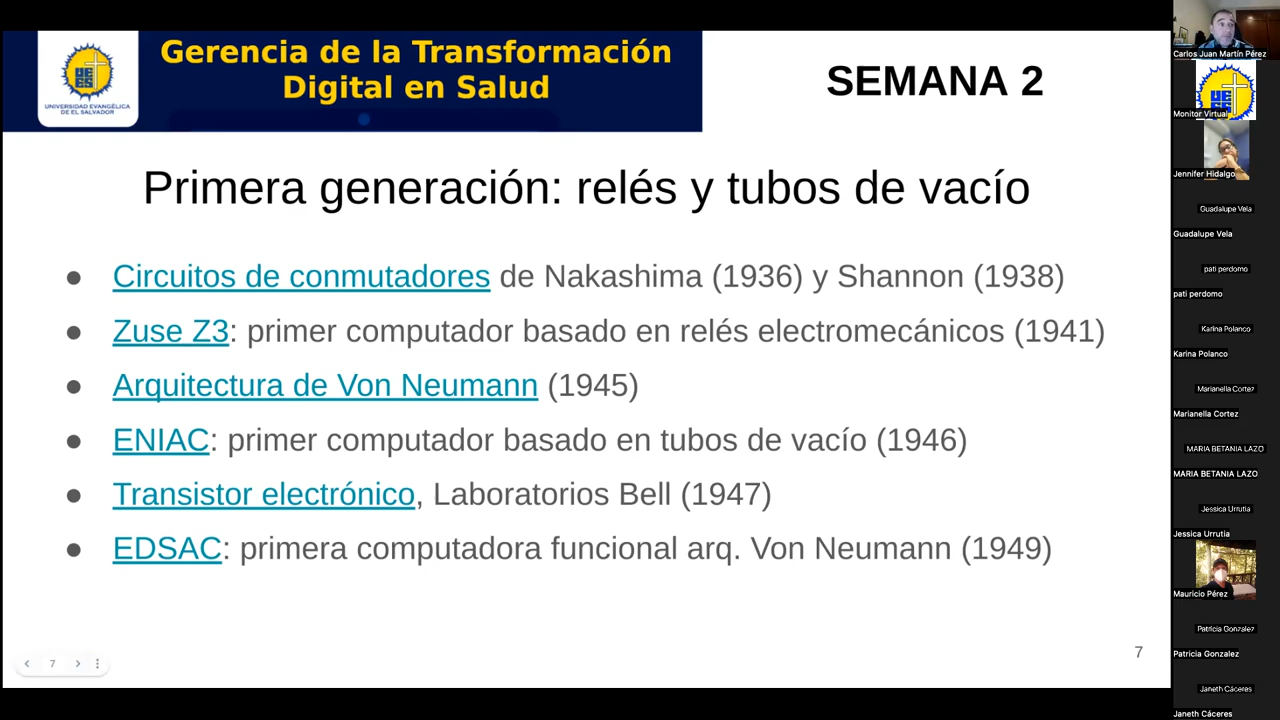 Gerencia de la Transformación
Digital en Salud
UNIVERSIDAD EVANGÉLICA
DE EL SALVADOR
SEMANA 2
Primera generación: relés y tubos de vacío
● Circuitos de conmutadores de Nakashima (1936) y Shannon (1938)
● Zuse Z3: primer computador basado en relés electromecánicos (1941)
● Arquitectura de Von Neumann (1945)
● ENIAC: primer computador basado en tubos de vacío (1946)
● Transistor electrónico, Laboratorios Bell (1947)
● EDSAC: primera computadora funcional arq. Von Neumann (1949)
7
7
Carlos Juan Martín Pérez
Monitor Virtual
Jennifer Hidalgo
Guadalupe Vela
Guadalupe Vela
pati perdomo
pati perdomo
Karina Polanco
Karina Polanco
Marianella Cortez
Marianella Cortez
MARIA BETANIA LAZO
MARIA BETANIA LAZO
Jessica Urrutia
Jessica Urrutia
Mauricio Pérez
Patricia Gonzalez
Patricia Gonzalez
Janeth Cáceres
Janeth Cáceres